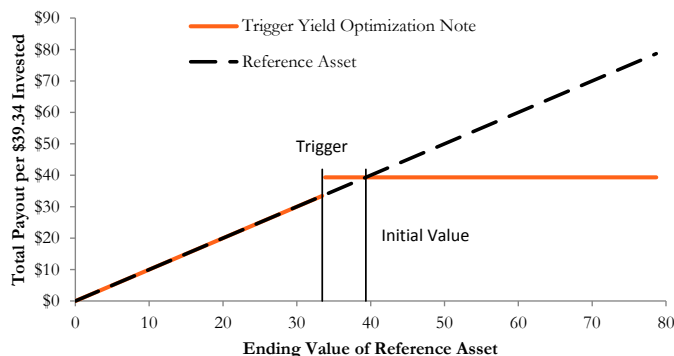 $90
$80
$70
$60
$50
$40
$30
$20
$10
$0
Total Payout per $39.34 Invested
Trigger Yield Optimization Note
Reference Asset
Trigger
Initial Value
0 10 20 30 40 50 60 70 80
Ending Value of Reference Asset